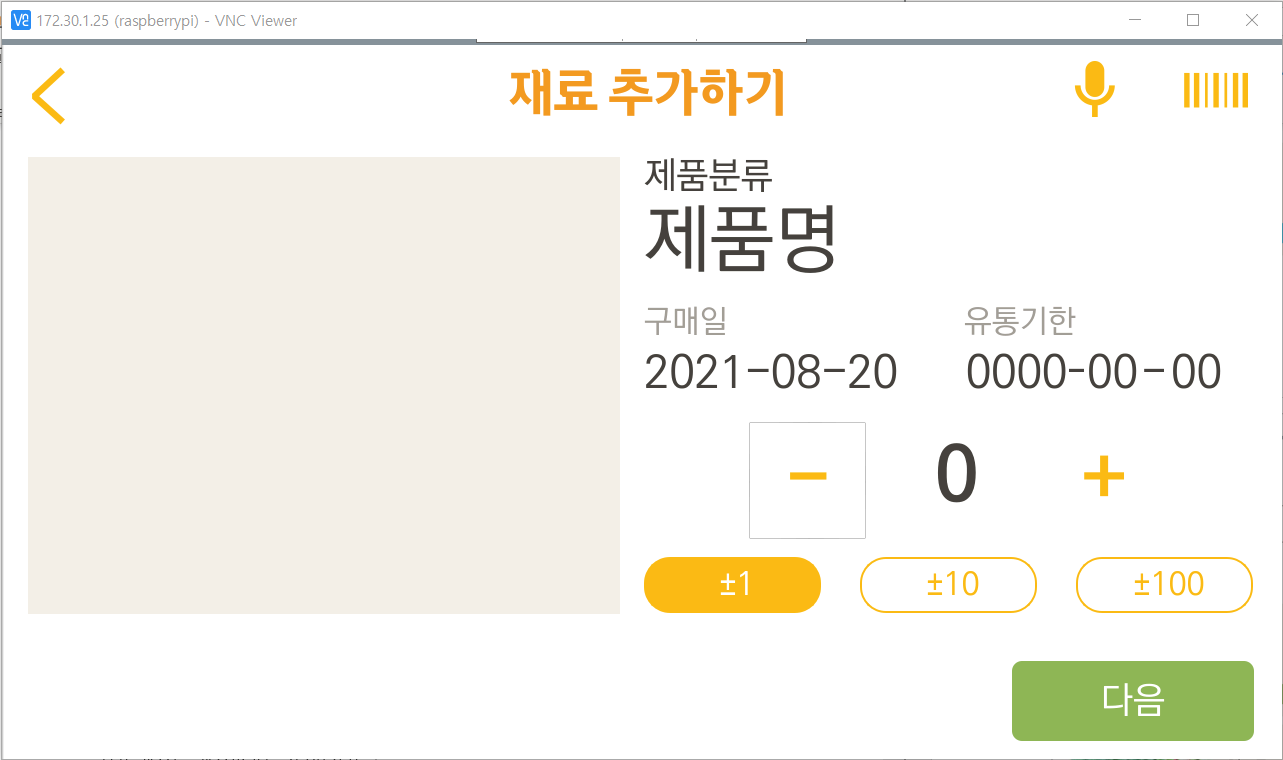 172.30.1.25 (raspberrypi) - VNC Viewer
재료 추가하기
제품분류
제품명
구매일 유통기한
2021-08-20 0000-00-00
− 0 +
±1 ±10 ±100
다음